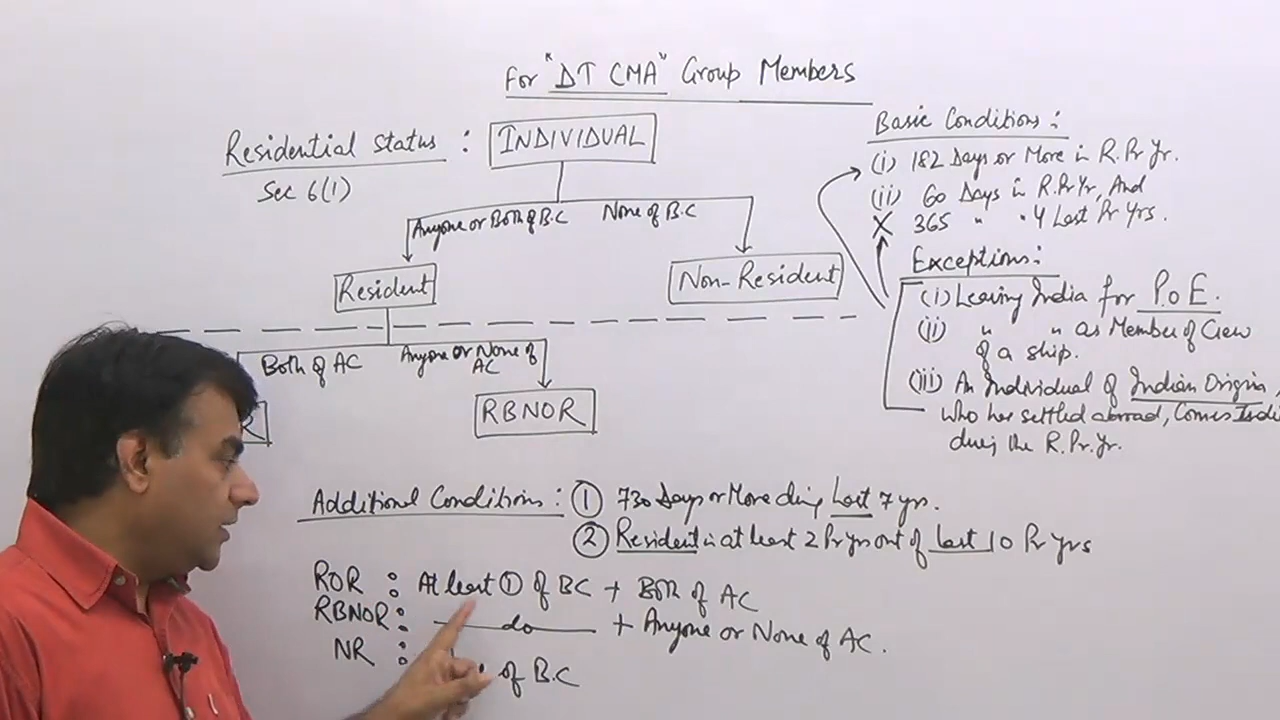 For "DT CMA" Group Members
Residential Status :
Sec 6(1)
INDIVIDUAL
Anyone or Both of B.C
None of B.C
Resident
Non-Resident
Both of AC
Anyone or None of
AC
R
RBNOR
Basic Conditions :
(i) 182 Days or More in R.Pr Yr.
(ii) 60 Days in R.Pr Yr, And
X 365 " " 4 Last Pr Yrs.
Exceptions :
(i) Leaving India for P.o E.
(ii) " " as Member of Crew
of a ship.
(iii) An Individual of Indian Origin,
who has settled abroad, Comes Indi
during the R.Pr.Yr.
Additional Conditions : ① 730 Days or More during Last 7 yrs.
② Resident in at least 2 Pr Yrs out of last 10 Pr Yrs
ROR : At least ① of BC + Both of AC
RBNOR : do + Anyone or None of AC.
NR : of B.C